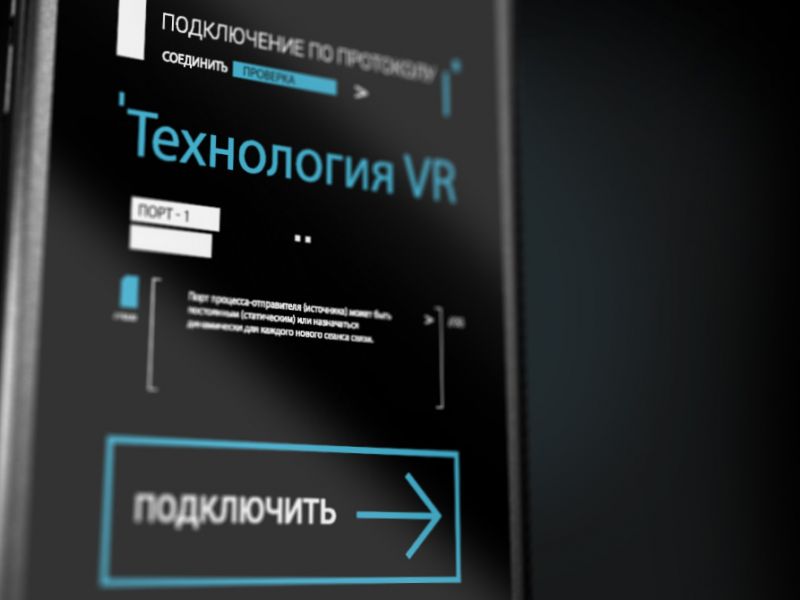 ПОДКЛЮЧЕНИЕ ПО ПРОТОКОЛУ
СОЕДИНИТЬ ПРОВЕРКА >
Технология VR
ПОРТ - 1
Порт процесса-отправителя (источника) может быть
постоянным (статическим) или назначаться
динамически для каждого нового сеанса связи.
>
ПОДКЛЮЧИТЬ